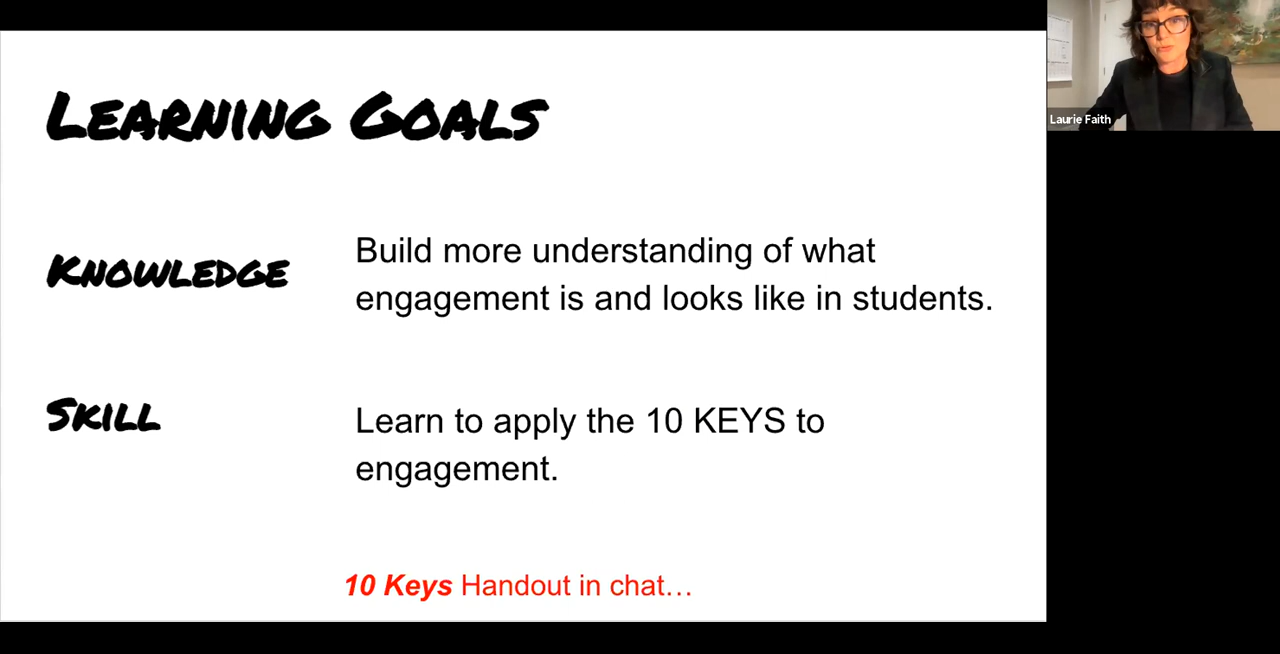 Learning Goals
Knowledge
Build more understanding of what
engagement is and looks like in students.
Skill
Learn to apply the 10 KEYS to
engagement.
10 Keys Handout in chat…
Laurie Faith